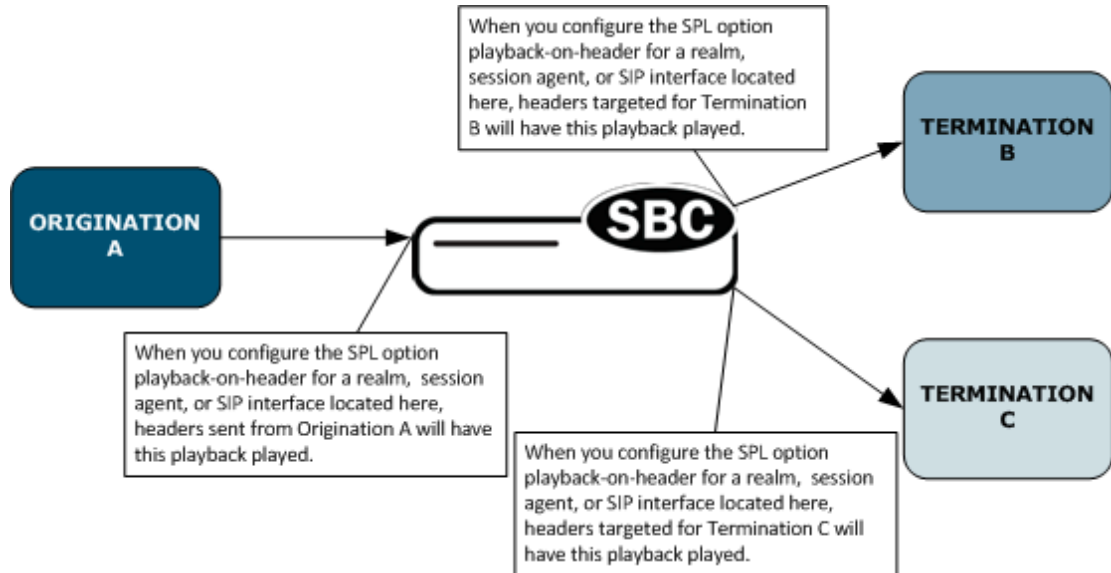 When you configure the SPL option
playback-on-header for a realm,
session agent, or SIP interface located
here, headers targeted for Termination
B will have this playback played.
TERMINATION
B
ORIGINATION
A
SBC
When you configure the SPL option
playback-on-header for a realm, session
agent, or SIP interface located here,
headers sent from Origination A will have
this playback played.
TERMINATION
C
When you configure the SPL option
playback-on-header for a realm, session
agent, or SIP interface located here,
headers targeted for Termination C will
have this playback played.